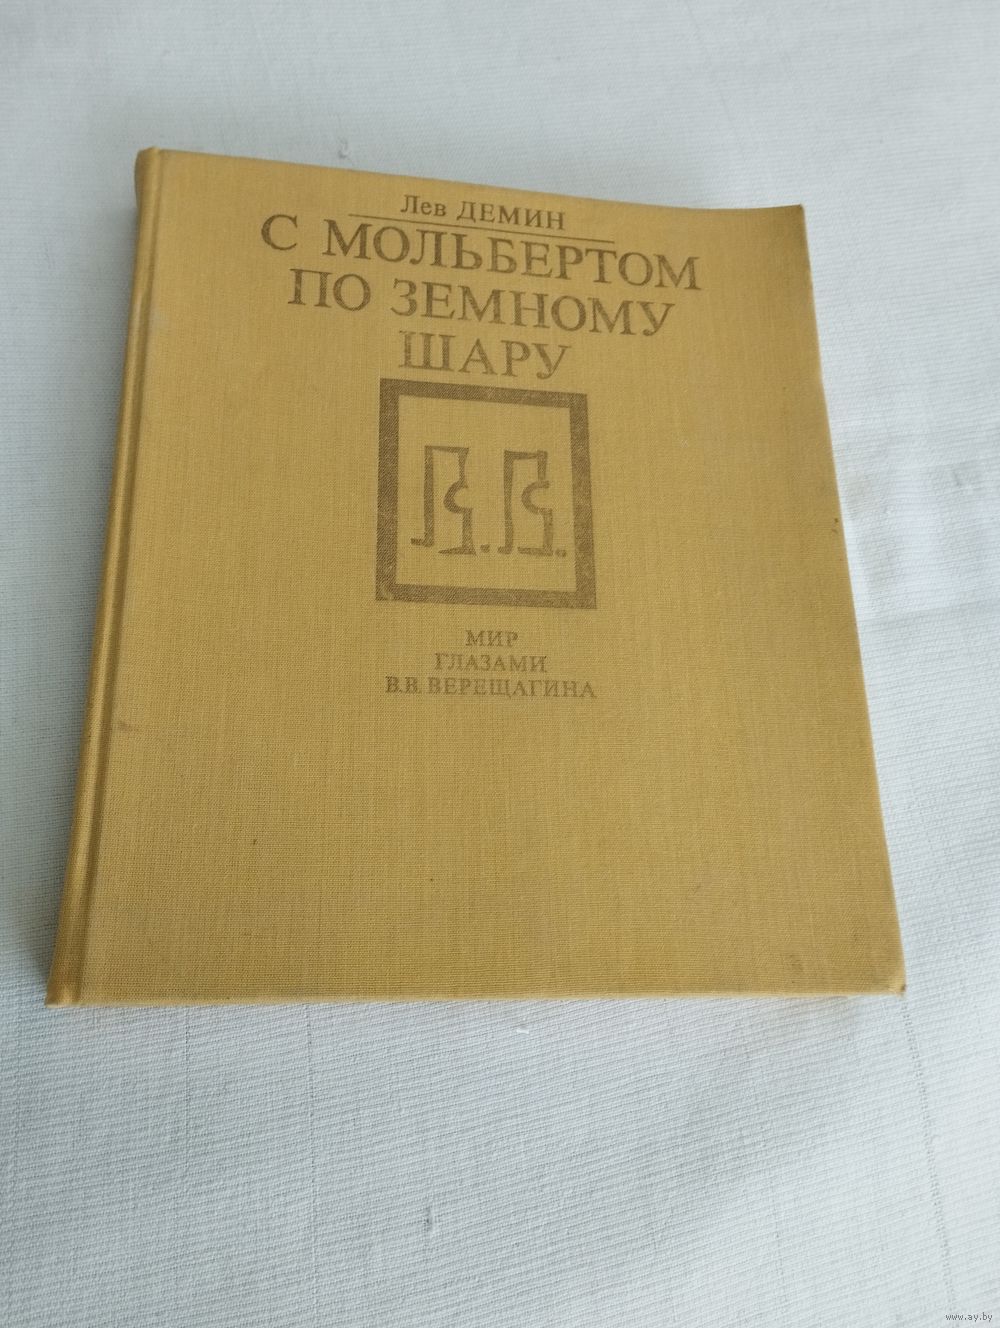 Лев ДЕМИН
С МОЛЬБЕРТОМ
ПО ЗЕМНОМУ
ШАРУ
В.В.
МИР
ГЛАЗАМИ
В.В. ВЕРЕЩАГИНА
www.ay.by